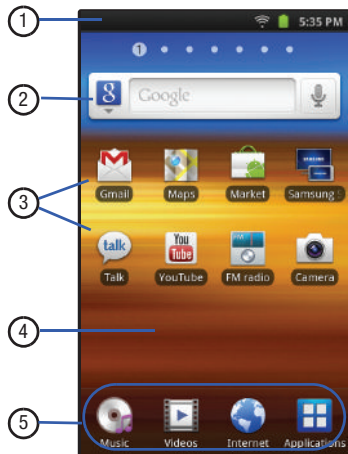 1
5:35 PM
1
2
8
Google
3
Gmail
Maps
Market
Samsung
talk
You
Tube
FM
Talk
YouTube
FM radio
Camera
4
5
Music
Videos
Internet
Applications